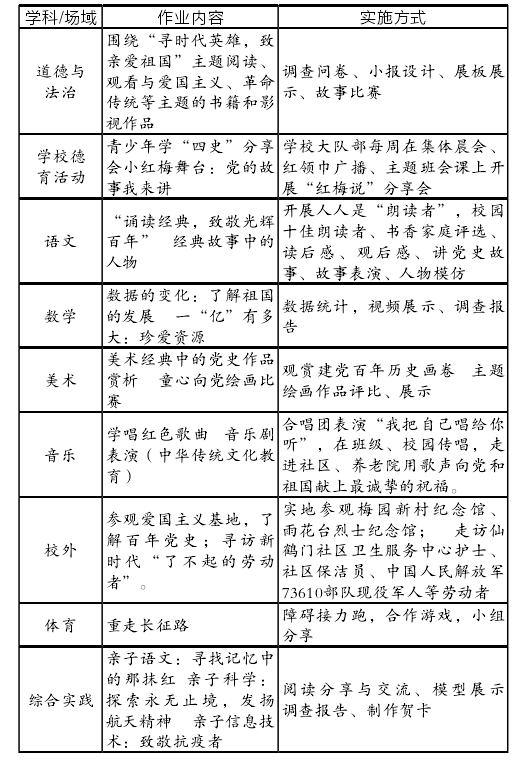 学科/场域 作业内容 实施方式
道德与
法治
围绕“寻时代英雄，致
亲爱祖国”主题阅读、
观看与爱国主义、革命
传统等主题的书籍和影
视作品
调查问卷、小报设计、展板展
示、故事比赛
学校德
育活动
青少年学“四史”分享
会小红梅舞台：党的故
事我来讲
学校大队部每周在集体晨会、
红领巾广播、主题班会课上开
展“红梅说”分享会
语文
“诵读经典，致敬光辉
百年” 经典故事中的
人物
开展人人是“朗读者”，校园
十佳朗读者、书香家庭评选、
读后感、观后感、讲党史故
事、故事表演、人物模仿
数学
数据的变化：了解祖国
的发展 一“亿”有多
大：珍爱资源
数据统计，视频展示、调查报
告
美术
美术经典中的党史作品
赏析 童心向党绘画比
赛
观赏建党百年历史画卷 主题
绘画作品评比、展示
音乐
学唱红色歌曲 音乐剧
表演（中华传统文化教
育）
合唱团表演“我把自己唱给你
听”，在班级、校园传唱，走
进社区、养老院用歌声向党和
祖国献上最诚挚的祝福。
校外
参观爱国主义基地，了
解百年党史；寻访新
时代“了不起的劳动
者”。
实地参观梅园新村纪念馆、
雨花台烈士纪念馆； 走访仙
鹤门社区卫生服务中心护士、
社区保洁员、中国人民解放军
73610部队现役军人等劳动者
体育
重走长征路
障碍接力跑，合作游戏，小组
分享
综合实践
亲子语文：寻找记忆中
的那抹红 亲子科学：
探索永无止境，发扬
航天精神 亲子信息技
术：致敬抗疫者
阅读分享与交流、模型展示
调查报告、制作贺卡